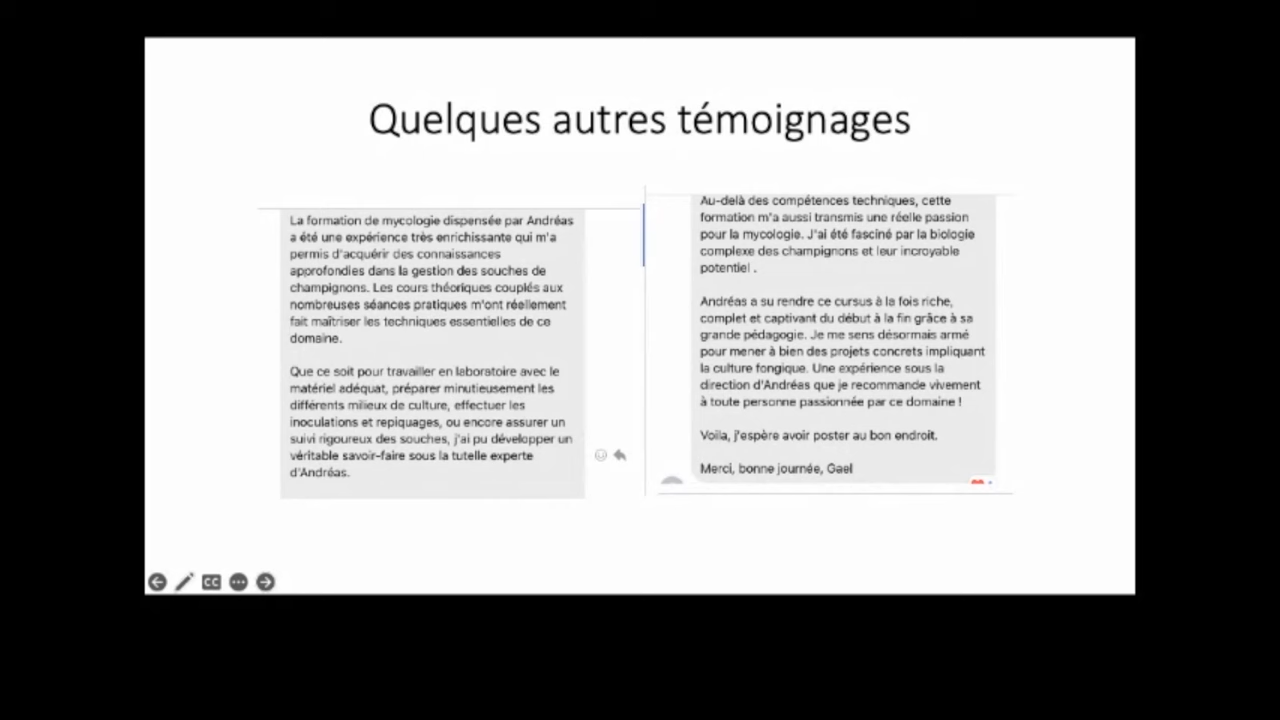 Quelques autres témoignages
La formation de mycologie dispensée par Andréas
a été une expérience très enrichissante qui m'a
permis d'acquérir des connaissances
approfondies dans la gestion des souches de
champignons. Les cours théoriques couplés aux
nombreuses séances pratiques m'ont réellement
fait maîtriser les techniques essentielles de ce
domaine.
Que ce soit pour travailler en laboratoire avec le
matériel adéquat, préparer minutieusement les
différents milieux de culture, effectuer les
inoculations et repiquages, ou encore assurer un
suivi rigoureux des souches, j'ai pu développer un
véritable savoir-faire sous la tutelle experte
d'Andréas.
Au-delà des compétences techniques, cette
formation m'a aussi transmis une réelle passion
pour la mycologie. J'ai été fasciné par la biologie
complexe des champignons et leur incroyable
potentiel .
Andréas a su rendre ce cursus à la fois riche,
complet et captivant du début à la fin grâce à sa
grande pédagogie. Je me sens désormais armé
pour mener à bien des projets concrets impliquant
la culture fongique. Une expérience sous la
direction d'Andréas que je recommande vivement
à toute personne passionnée par ce domaine !
Voila, j'espère avoir poster au bon endroit.
Merci, bonne journée, Gael
CC